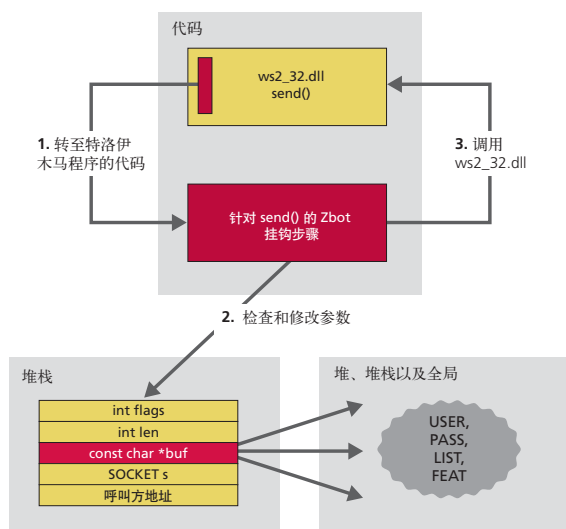 代码
ws2_32.dll
send()
1. 转至特洛伊
木马程序的代码
3. 调用
ws2_32.dll
针对 send() 的 Zbot
挂钩步骤
2. 检查和修改参数
堆栈
int flags
int len
const char *buf
SOCKET s
呼叫方地址
堆、堆栈以及全局
USER,
PASS,
LIST,
FEAT